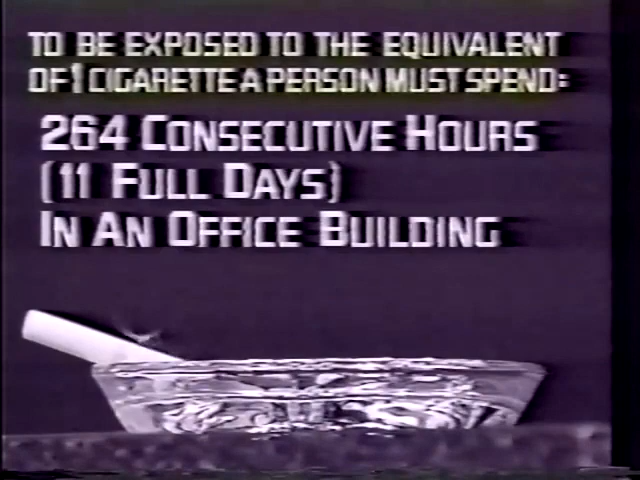 TO BE EXPOSED TO THE EQUIVALENT
OF 1 CIGARETTE A PERSON MUST SPEND:
264 CONSECUTIVE HOURS
(11 FULL DAYS)
IN AN OFFICE BUILDING